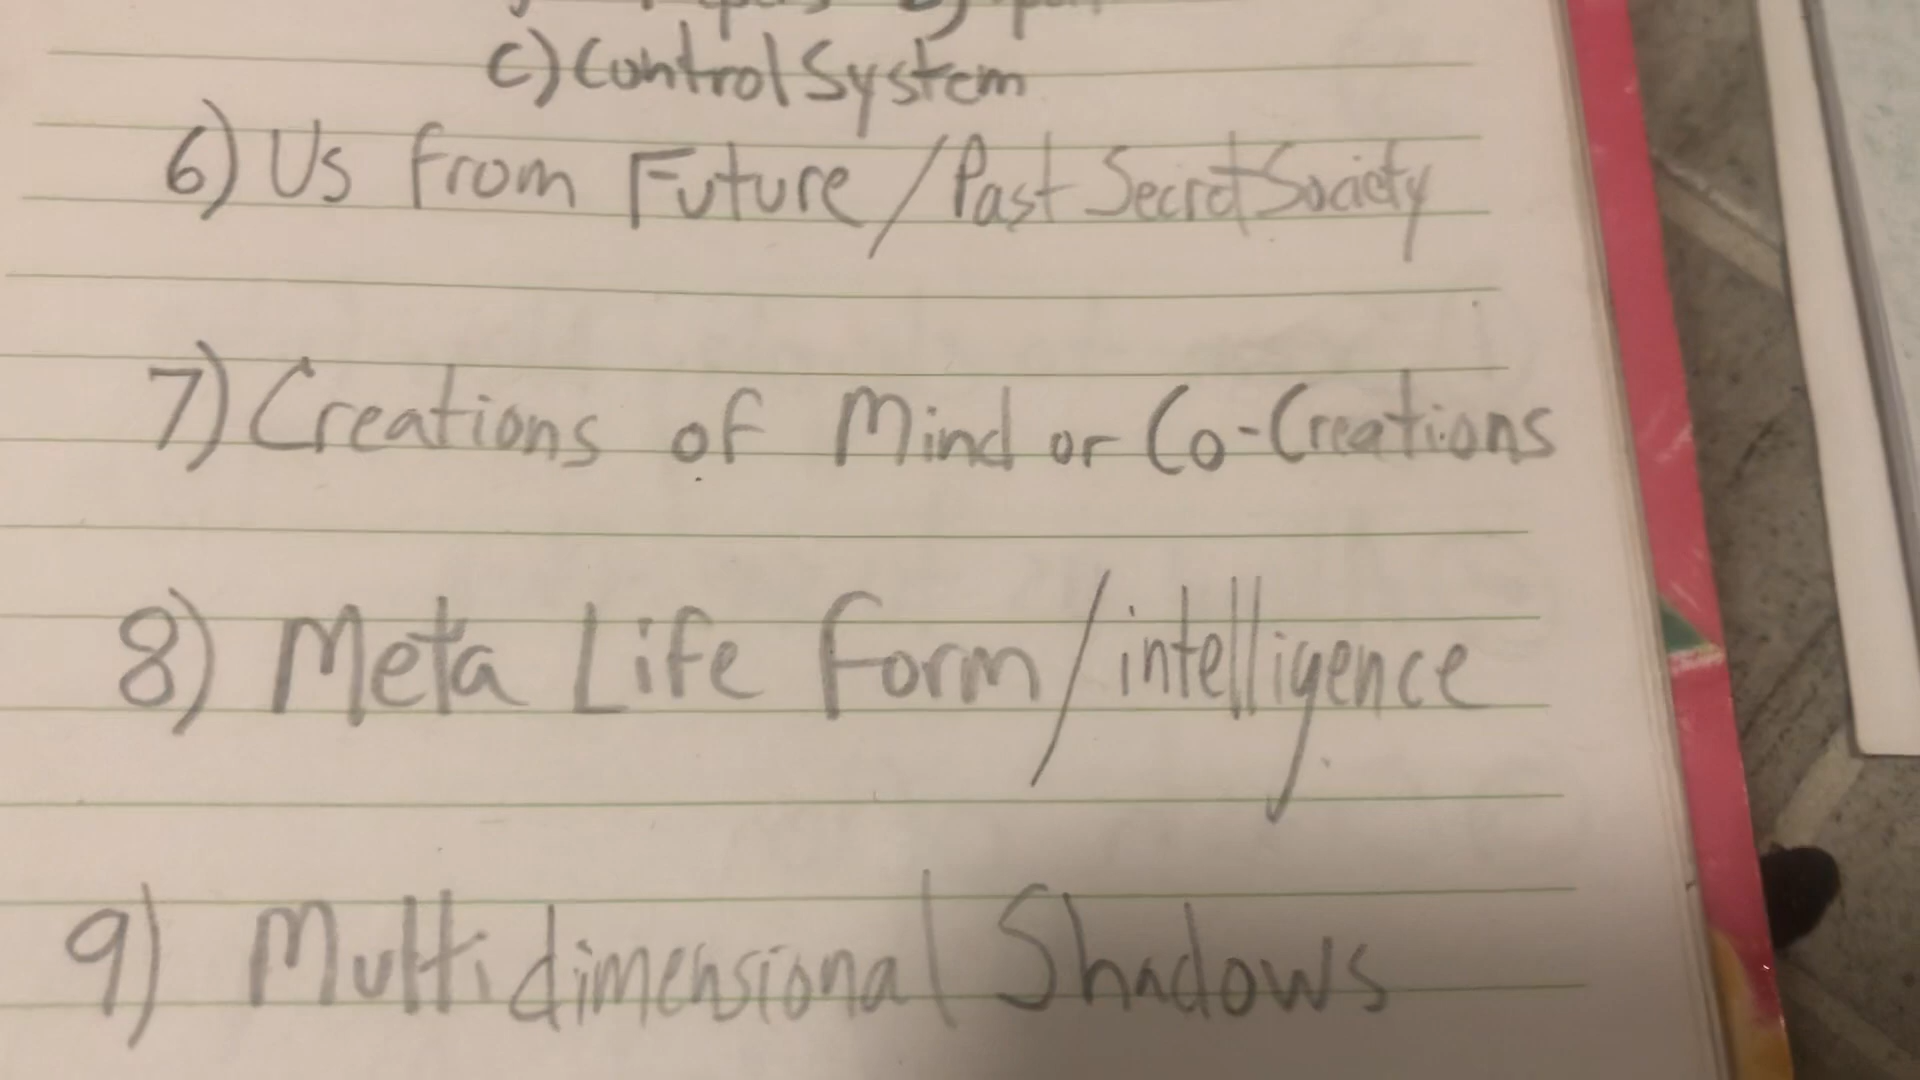 c) Control System
6) Us From Future / Past Secret Society
7) Creations of Mind or Co-Creations
8) Meta Life Form / intelligence
9) Multidimensional Shadows